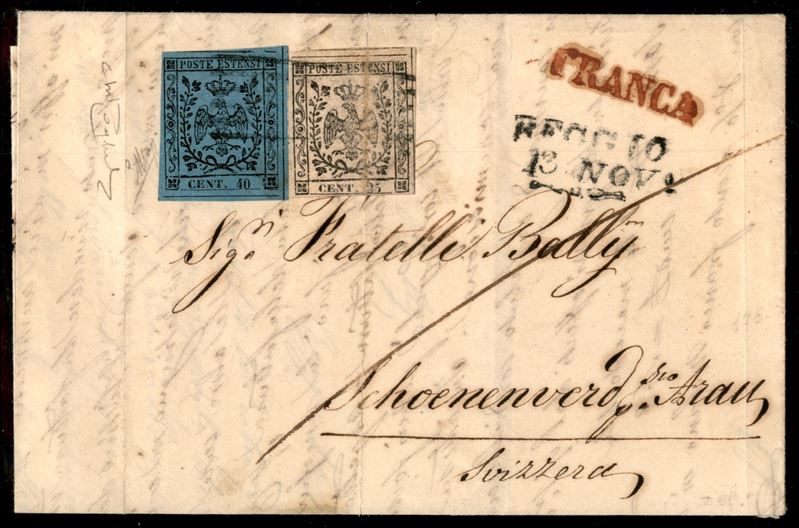 POSTE ESTENSI
CENT. 40
POSTE ESTENSI
CENT. 25
FRANCA
REGGIO
13 NOV.
Sig.ri Fratelli Bally
Schoenenverd p.so Arau
Svizzera